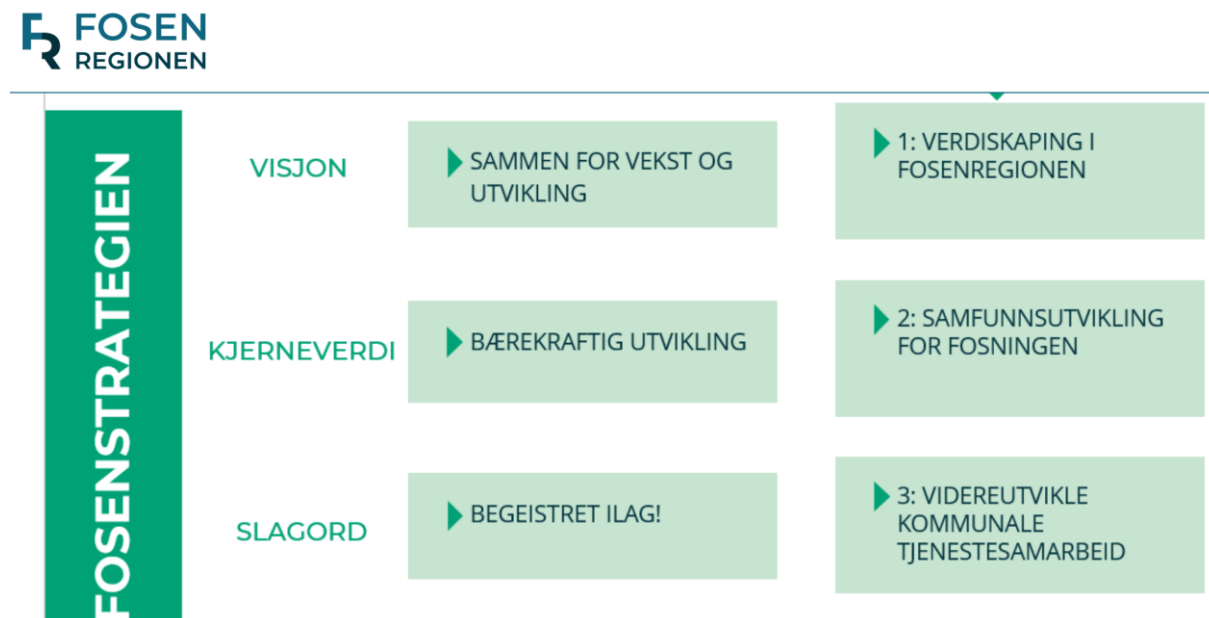 FOSEN
REGIONEN
FOSENSTRATEGIEN
VISJON
SAMMEN FOR VEKST OG
UTVIKLING
1: VERDISKAPING I
FOSENREGIONEN
KJERNEVERDI
BÆREKRAFTIG UTVIKLING
2: SAMFUNNSUTVIKLING
FOR FOSNINGEN
SLAGORD
BEGEISTRET ILAG!
3: VIDEREUTVIKLE
KOMMUNALE
TJENESTESAMARBEID